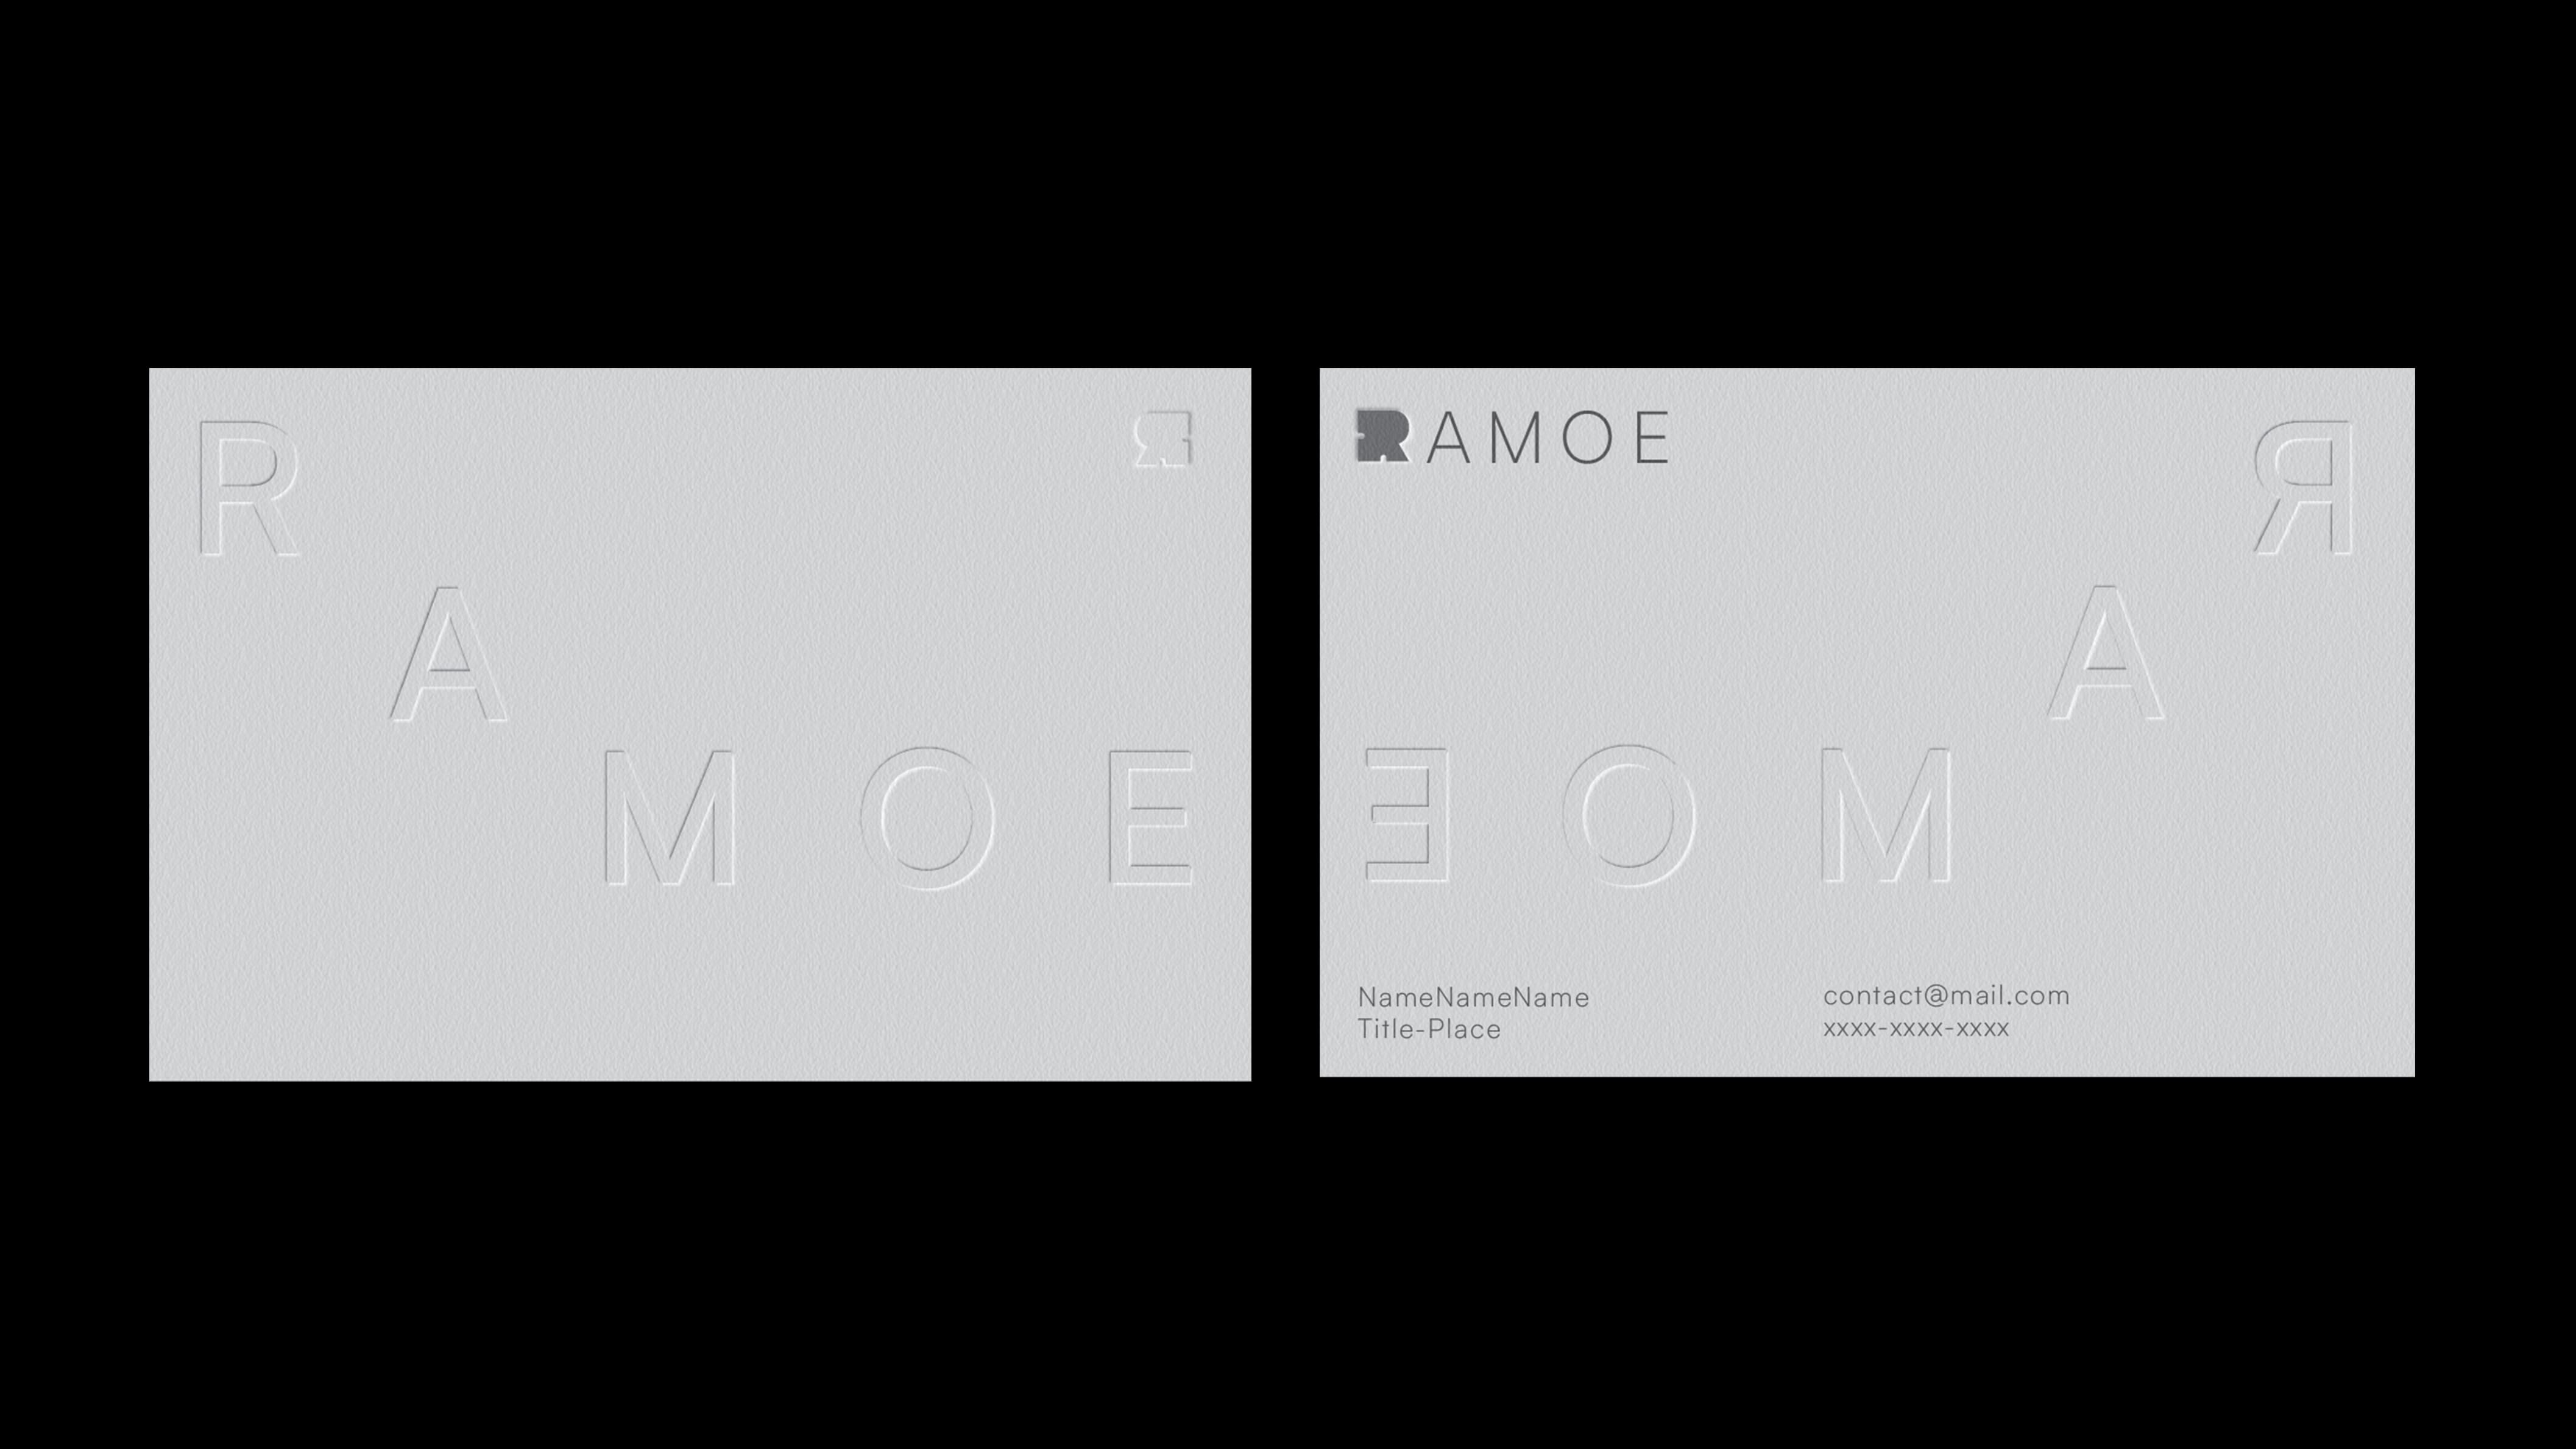 R
R
A
M O E
RAMOE
R
A
E O M
NameNameName
Title-Place
contact@mail.com
xxxx-xxxx-xxxx